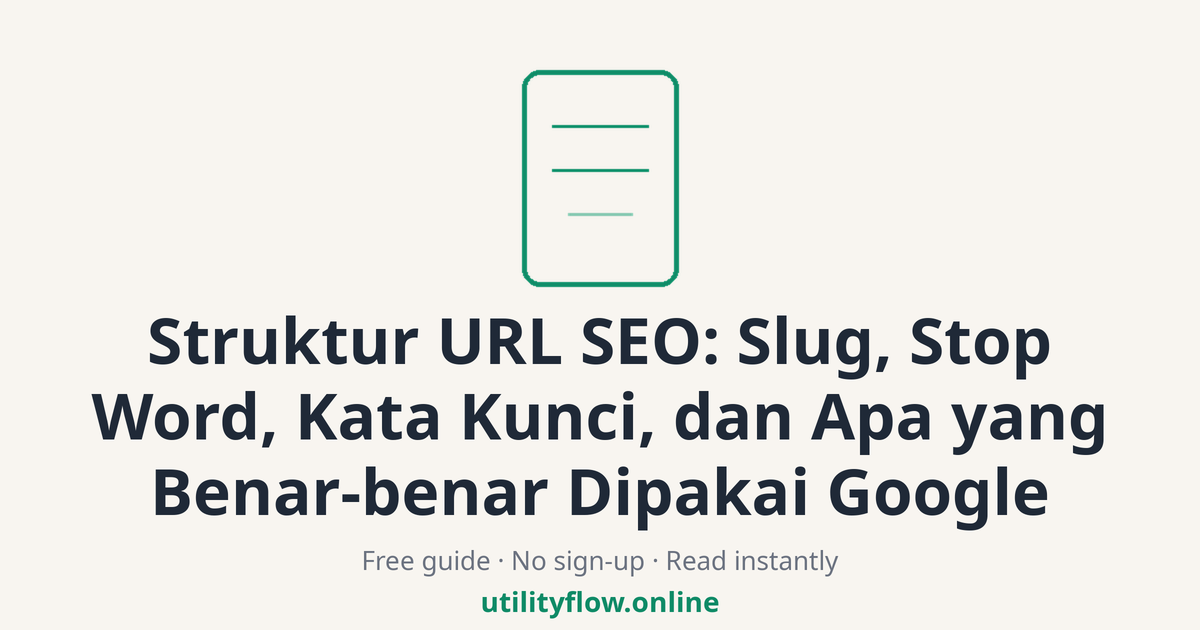 Struktur URL SEO: Slug, Stop
Word, Kata Kunci, dan Apa yang
Benar-benar Dipakai Google
Free guide · No sign-up · Read instantly
utilityflow.online